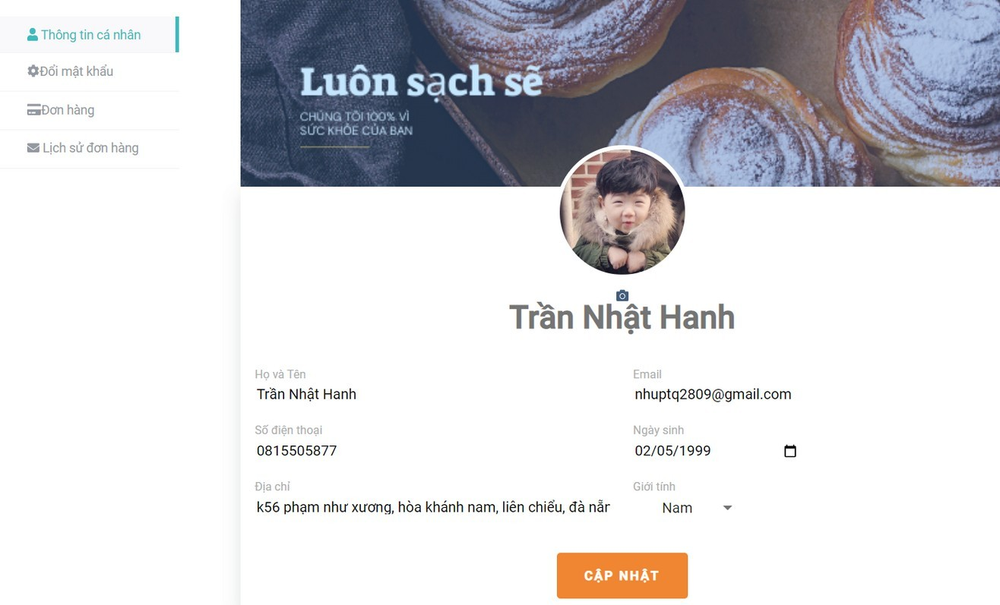 Thông tin cá nhân
Đổi mật khẩu
Đơn hàng
Lịch sử đơn hàng
Luôn sạch sẽ
CHÚNG TÔI 100% VÌ
SỨC KHỎE CỦA BẠN
Trần Nhật Hanh
Họ và Tên
Trần Nhật Hanh
Email
nhuptq2809@gmail.com
Số điện thoại
0815505877
Ngày sinh
02/05/1999
Địa chỉ
k56 phạm như xương, hòa khánh nam, liên chiểu, đà nẵn
Giới tính
Nam
CẬP NHẬT